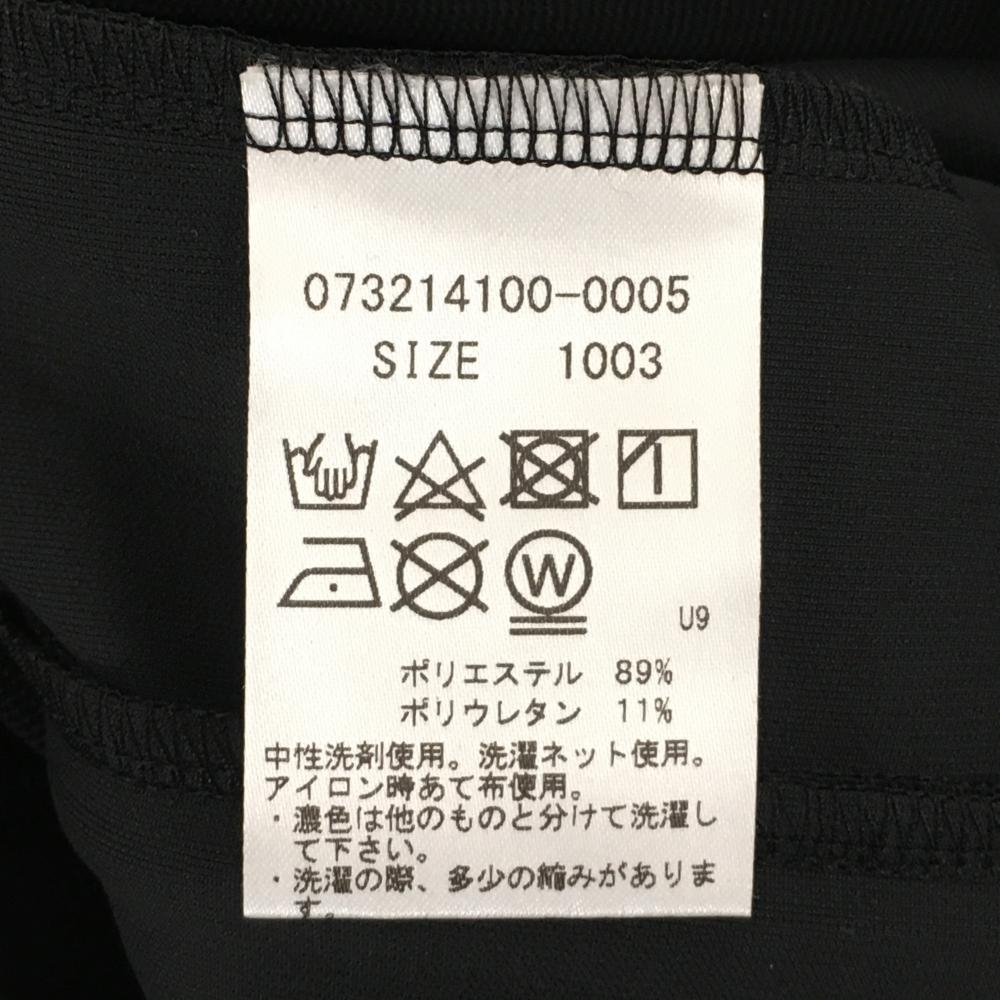 073214100-0005
SIZE 1003
W
U9
ポリエステル 89%
ポリウレタン 11%
中性洗剤使用。洗濯ネット使用。
アイロン時あて布使用。
・濃色は他のものと分けて洗濯し
て下さい。
・洗濯の際、多少の縮みがありま
す。